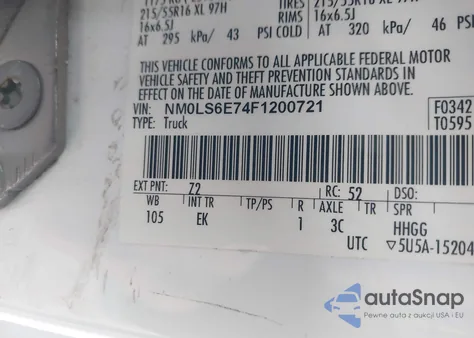 215/55R16 XL 97H
16x6.5J
AT 295 kPa/ 43 PSI COLD
TIRES 215/55R16 XL 97H
RIMS 16x6.5J
AT 320 kPa/ 46 PSI
THIS VEHICLE CONFORMS TO ALL APPLICABLE FEDERAL MOTOR
VEHICLE SAFETY AND THEFT PREVENTION STANDARDS IN
EFFECT ON THE DATE OF MANUFACTURE SHOWN ABOVE.
VIN: NM0LS6E74F1200721
TYPE: Truck
F0342
T0595
EXT PNT: Z2 RC: 52 DSO:
WB INT TR TP/PS R AXLE TR SPR
105 EK 1 3C HHGG
UTC ▽5U5A-15204
autoSnap
Pewne auta z aukcji USA i EU